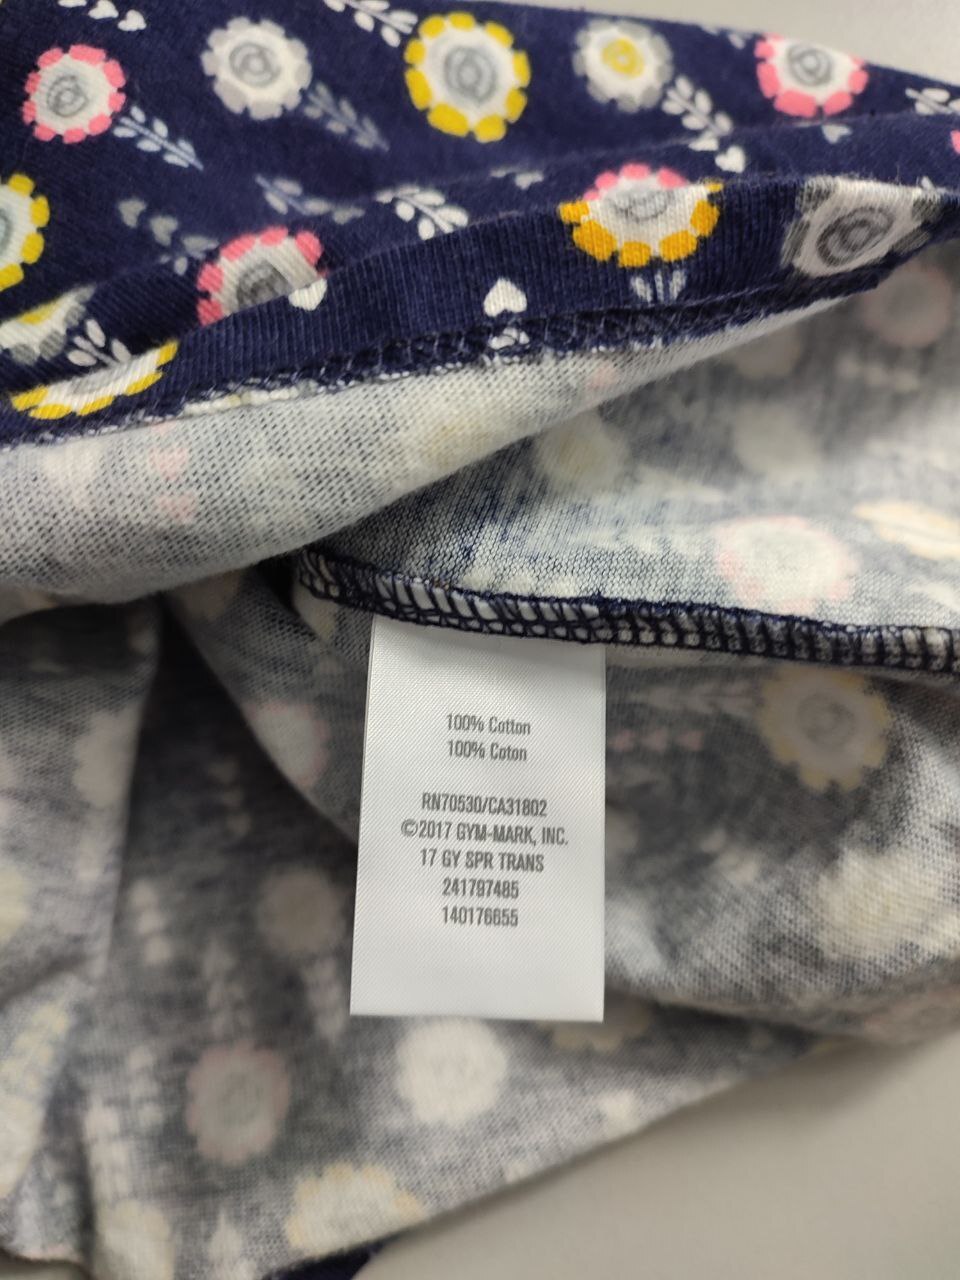 100% Cotton
100% Coton
RN70530/CA31802
©2017 GYM-MARK, INC.
17 GY SPR TRANS
241797485
140176655